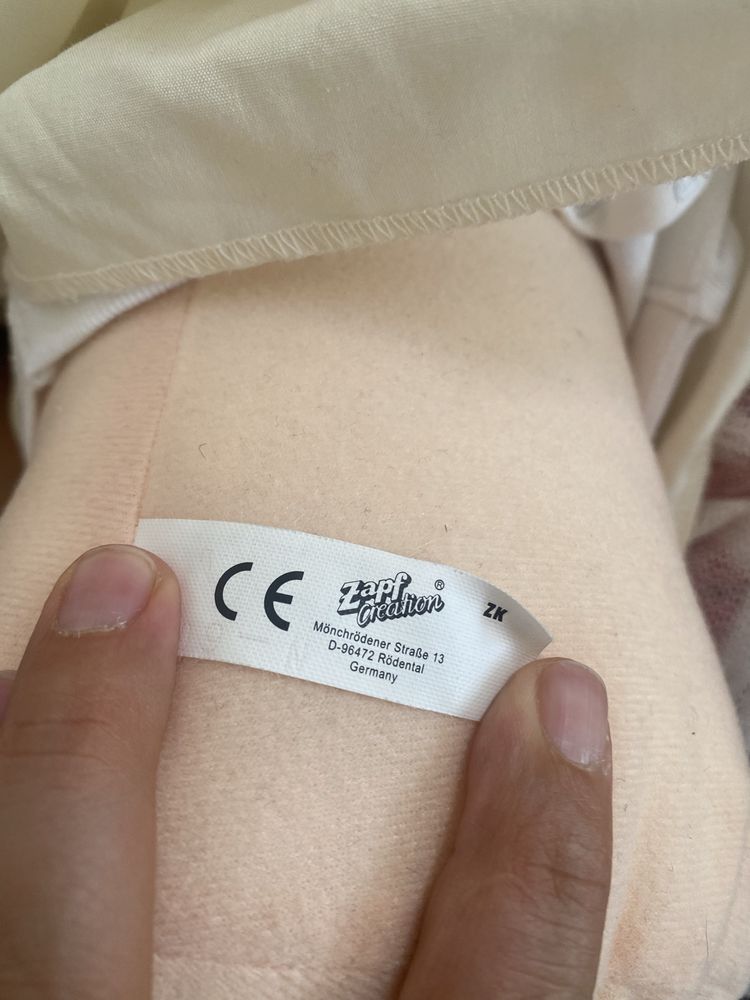 CE
Zapf
Creation ®
ZK
Mönchrödener Straße 13
D-96472 Rödental
Germany